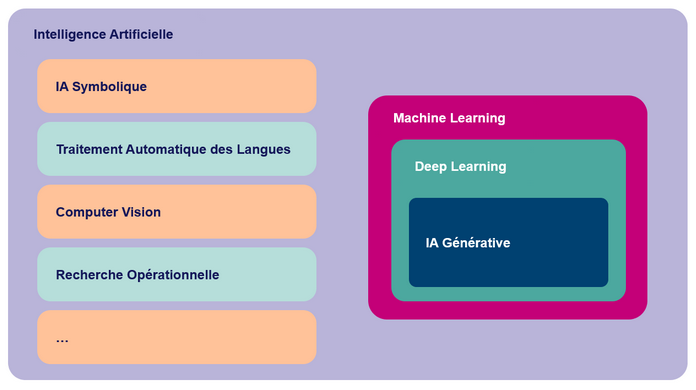 Intelligence Artificielle
IA Symbolique
Traitement Automatique des Langues
Computer Vision
Recherche Opérationnelle
...
Machine Learning
Deep Learning
IA Générative